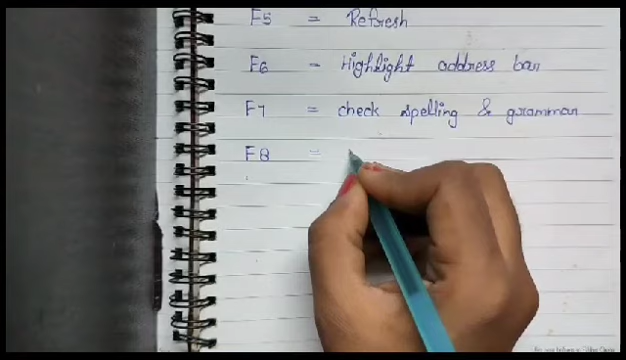 F5 = Refresh
F6 = Highlight address bar
F7 = check spelling & grammar
F8 =